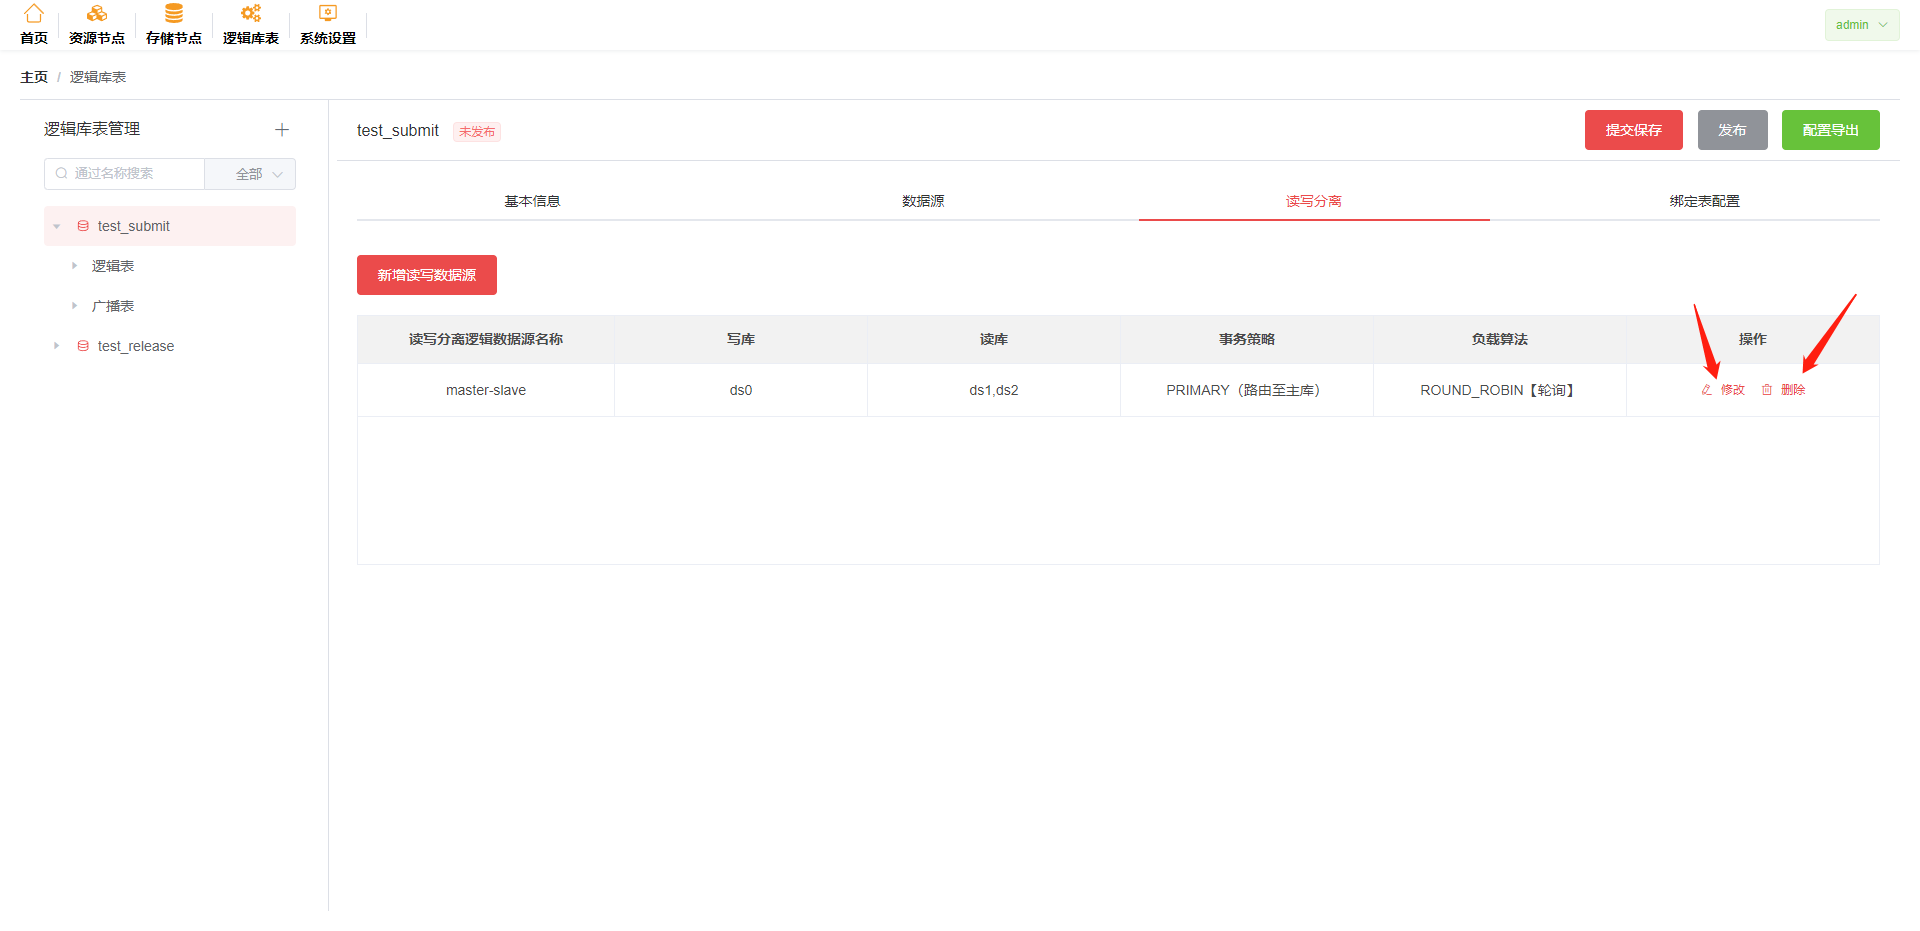 首页 资源节点 存储节点 逻辑库表 系统设置 admin
主页 / 逻辑库表
逻辑库表管理
通过名称搜索 全部
test_submit
逻辑表
广播表
test_release
test_submit 未发布 提交保存 发布 配置导出
基本信息 数据源 读写分离 绑定表配置
新增读写数据源
读写分离逻辑数据源名称 写库 读库 事务策略 负载算法 操作
master-slave ds0 ds1,ds2 PRIMARY（路由至主库） ROUND_ROBIN【轮询】 修改 删除